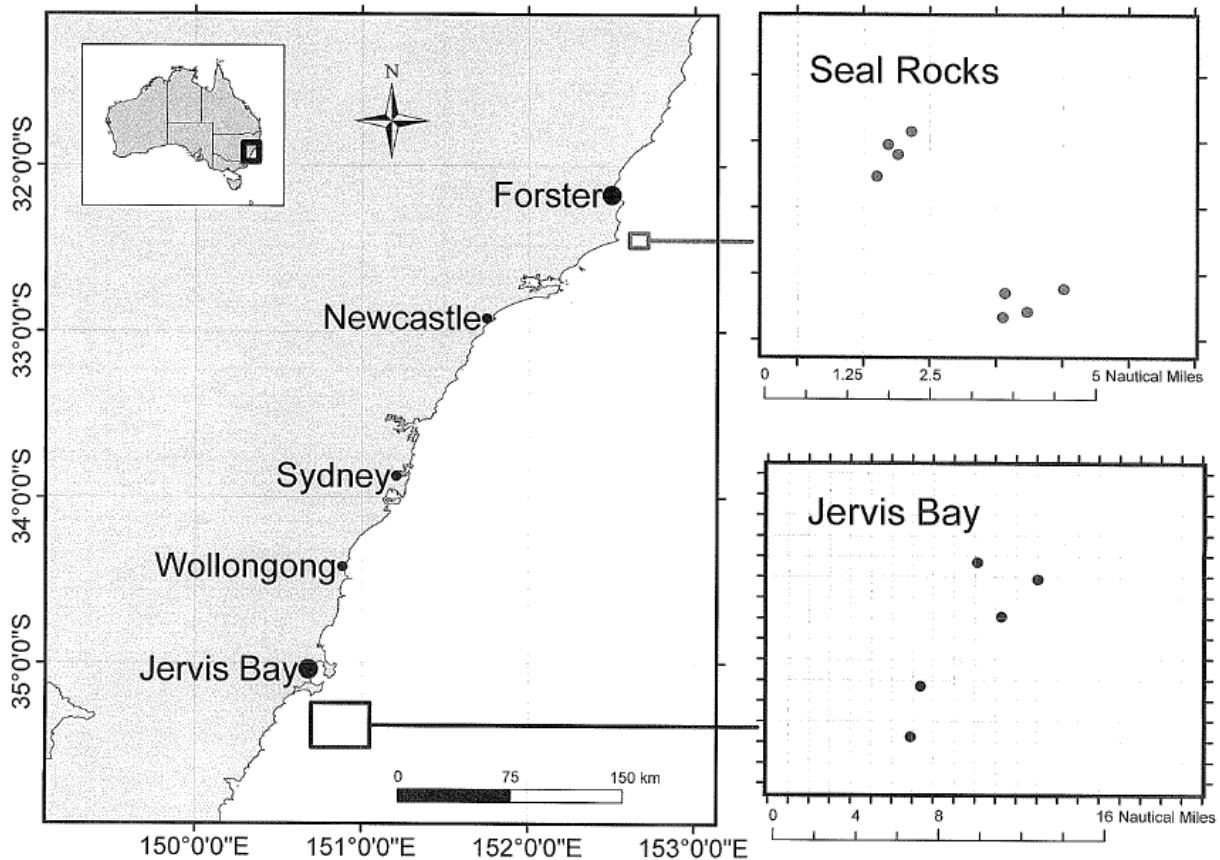 N
32°0'0"S
33°0'0"S
34°0'0"S
35°0'0"S
Forster
Newcastle
Sydney
Wollongong
Jervis Bay
0 75 150 km
150°0'0"E 151°0'0"E 152°0'0"E 153°0'0"E
Seal Rocks
0 1.25 2.5 5 Nautical Miles
Jervis Bay
0 4 8 16 Nautical Miles